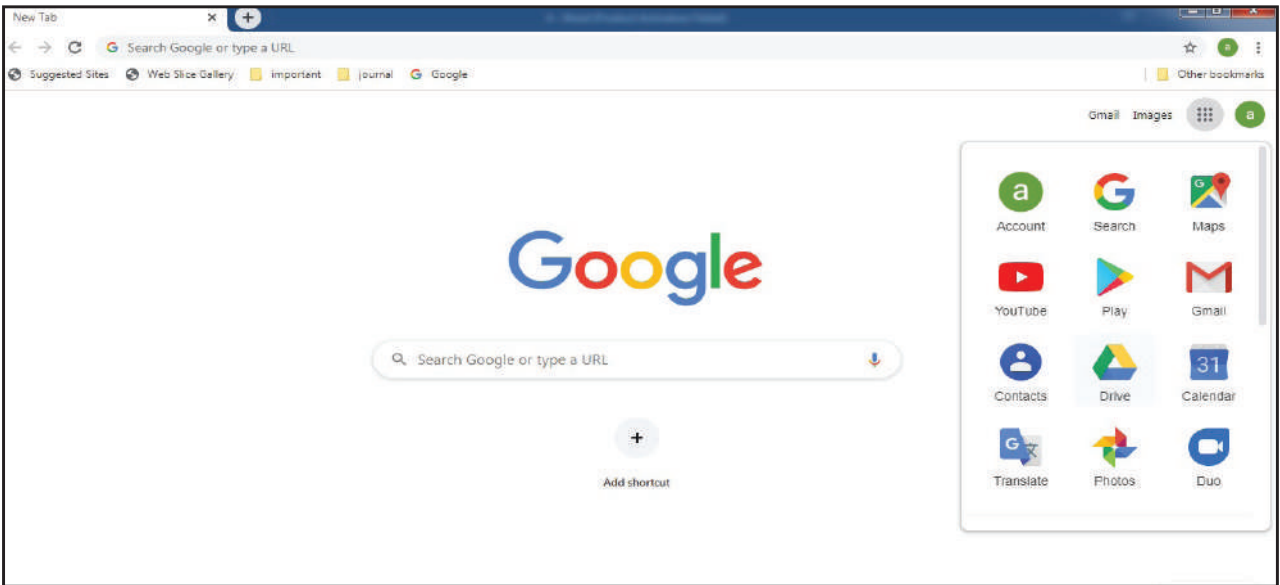 New Tab
Search Google or type a URL
a
Suggested Sites Web Slice Gallery important journal G Google
Other bookmarks
Gmail Images
a
a G
Account Search Maps
Google
YouTube Play Gmail
Search Google or type a URL
31
Contacts Drive Calendar
G 文
Translate Photos Duo
Add shortcut